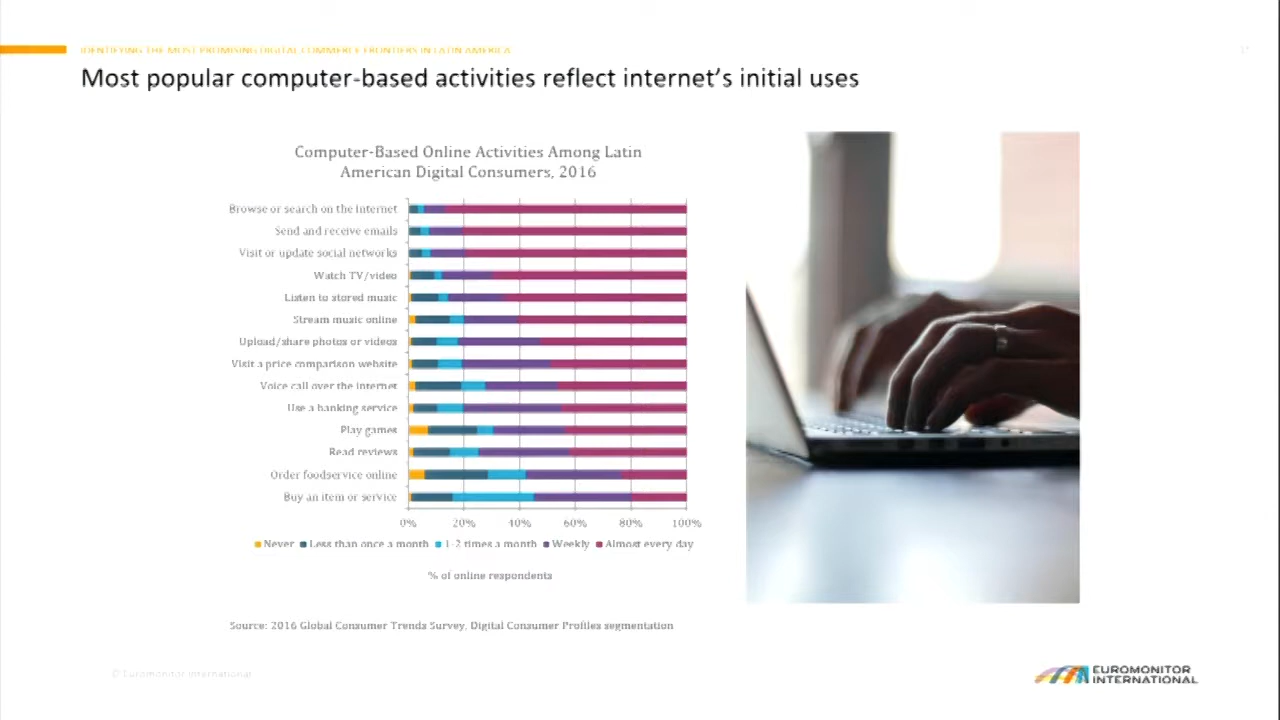 IDENTIFYING THE MOST PROMISING DIGITAL COMMERCE FRONTIERS IN LATIN AMERICA
Most popular computer-based activities reflect internet's initial uses
Computer-Based Online Activities Among Latin
American Digital Consumers, 2016
Browse or search on the internet
Send and receive emails
Visit or update social networks
Watch TV/video
Listen to stored music
Stream music online
Upload/share photos or videos
Visit a price comparison website
Voice call over the internet
Use a banking service
Play games
Read reviews
Order foodservice online
Buy an item or service
0% 20% 40% 60% 80% 100%
Never Less than once a month 1-2 times a month Weekly Almost every day
% of online respondents
Source: 2016 Global Consumer Trends Survey, Digital Consumer Profiles segmentation
© Euromonitor International
EUROMONITOR
INTERNATIONAL